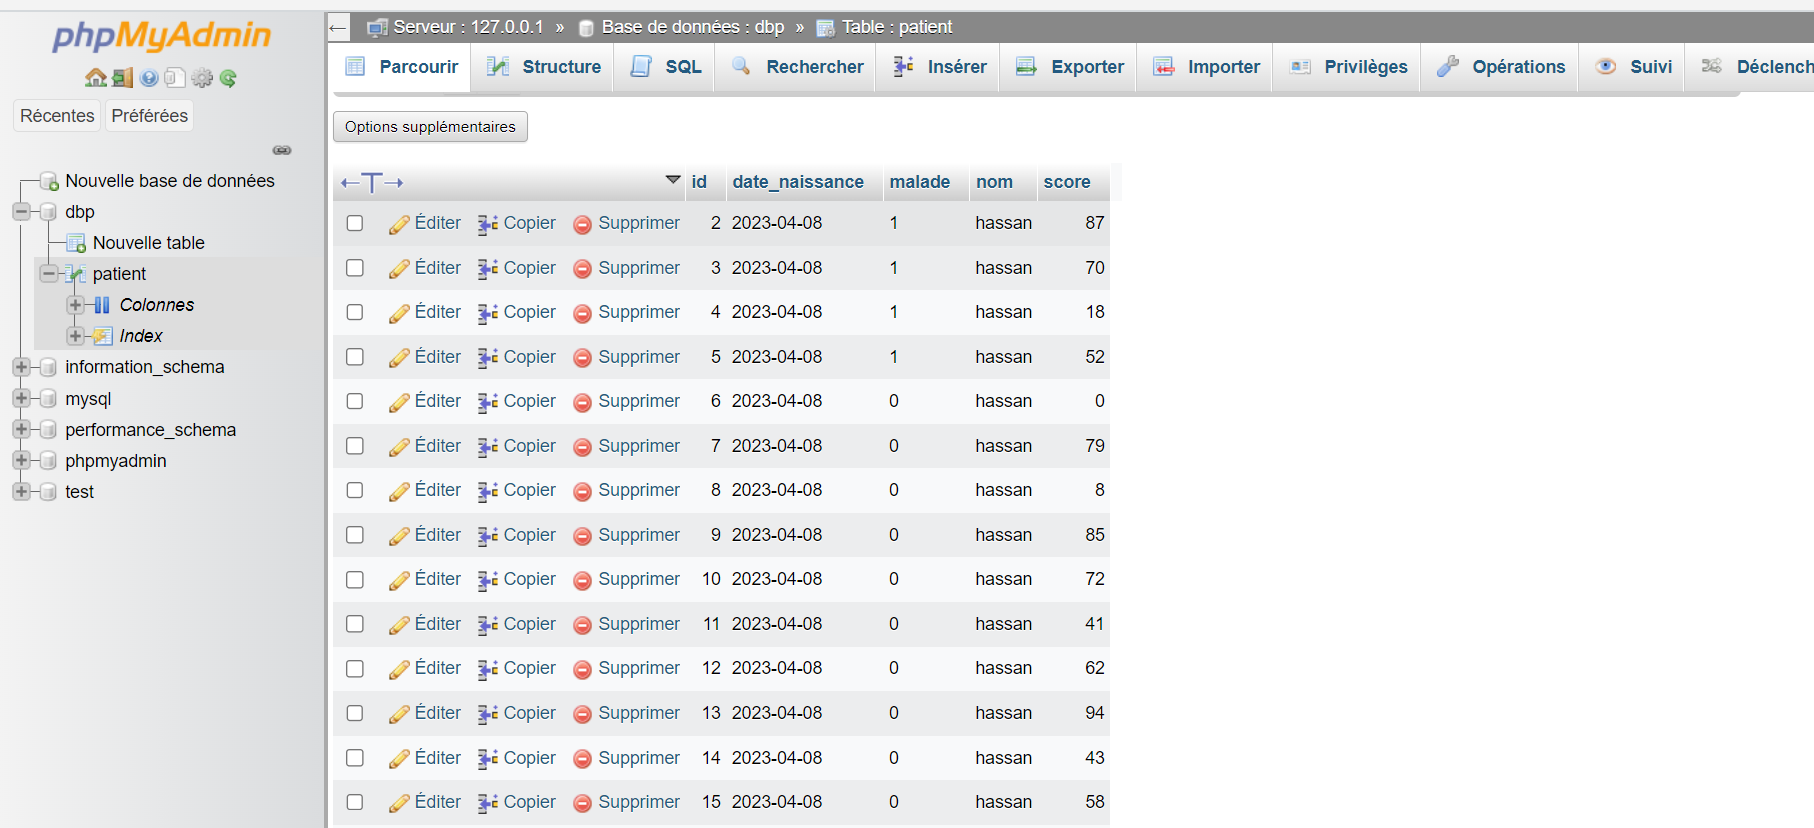 phpMyAdmin
Récentes Préférées
Nouvelle base de données
dbp
Nouvelle table
patient
Colonnes
Index
information_schema
mysql
performance_schema
phpmyadmin
test
Serveur : 127.0.0.1 » Base de données : dbp » Table : patient
Parcourir Structure SQL Rechercher Insérer Exporter Importer Privilèges Opérations Suivi Déclench
Options supplémentaires
←T→ id date_naissance malade nom score
Éditer Copier Supprimer 2 2023-04-08 1 hassan 87
Éditer Copier Supprimer 3 2023-04-08 1 hassan 70
Éditer Copier Supprimer 4 2023-04-08 1 hassan 18
Éditer Copier Supprimer 5 2023-04-08 1 hassan 52
Éditer Copier Supprimer 6 2023-04-08 0 hassan 0
Éditer Copier Supprimer 7 2023-04-08 0 hassan 79
Éditer Copier Supprimer 8 2023-04-08 0 hassan 8
Éditer Copier Supprimer 9 2023-04-08 0 hassan 85
Éditer Copier Supprimer 10 2023-04-08 0 hassan 72
Éditer Copier Supprimer 11 2023-04-08 0 hassan 41
Éditer Copier Supprimer 12 2023-04-08 0 hassan 62
Éditer Copier Supprimer 13 2023-04-08 0 hassan 94
Éditer Copier Supprimer 14 2023-04-08 0 hassan 43
Éditer Copier Supprimer 15 2023-04-08 0 hassan 58